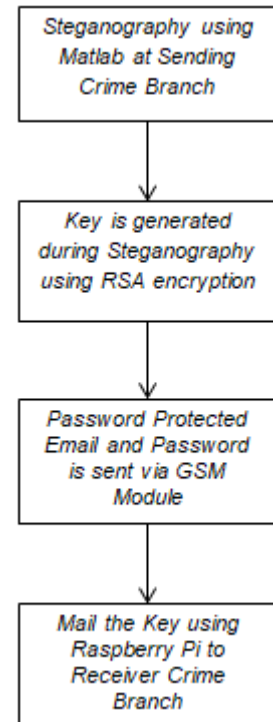 Steganography using
Matlab at Sending
Crime Branch
Key is generated
during Steganography
using RSA encryption
Password Protected
Email and Password
is sent via GSM
Module
Mail the Key using
Raspberry Pi to
Receiver Crime
Branch